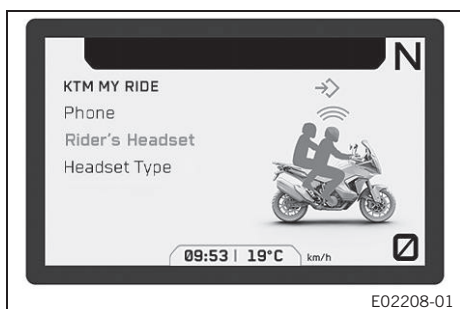 N
KTM MY RIDE
Phone
Rider's Headset
Headset Type
09:53 | 19°C km/h
0
E02208-01